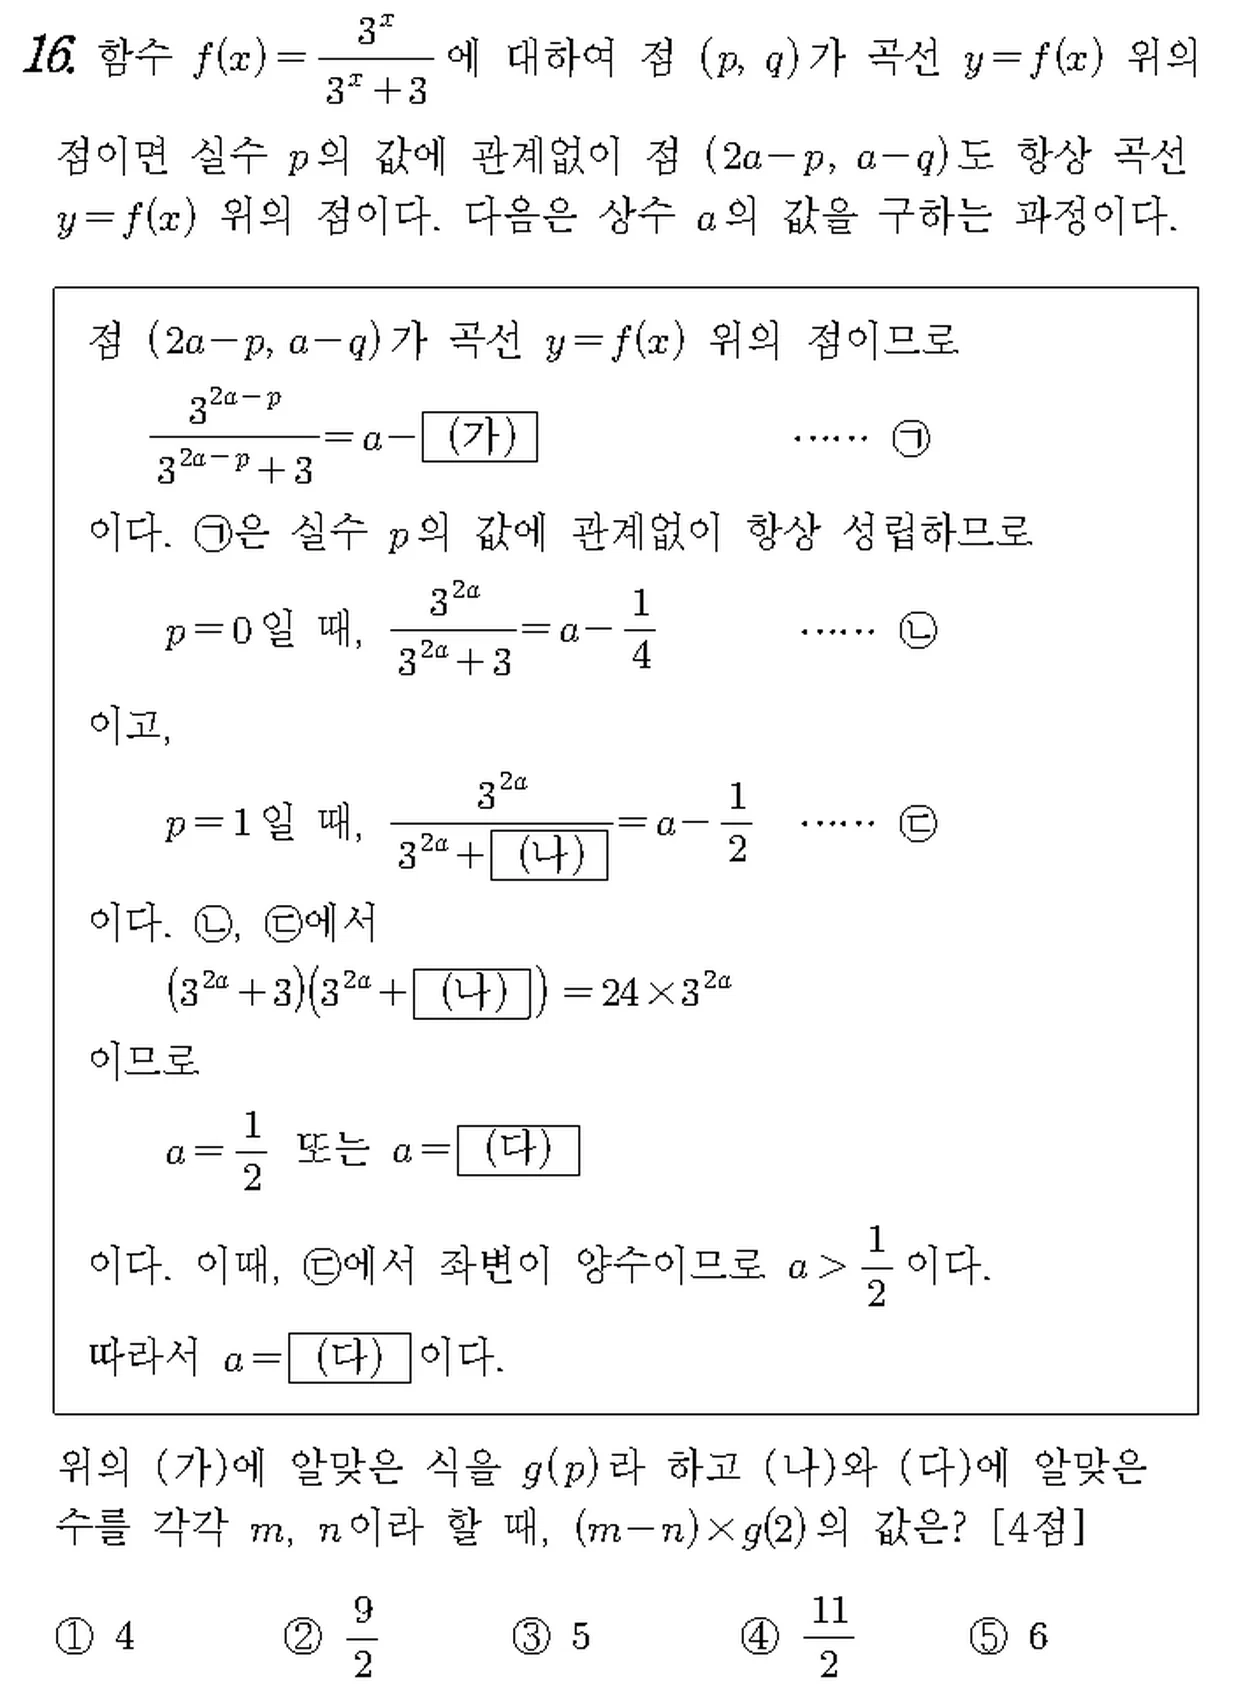 16. 함수 f(x)=\frac{3^x}{3^x+3}에 대하여 점 (p, q)가 곡선 y=f(x) 위의
점이면 실수 p의 값에 관계없이 점 (2a-p, a-q)도 항상 곡선
y=f(x) 위의 점이다. 다음은 상수 a의 값을 구하는 과정이다.
점 (2a-p, a-q)가 곡선 y=f(x) 위의 점이므로
\frac{3^{2a-p}}{3^{2a-p}+3}=a-(가) …… ㉠
이다. ㉠은 실수 p의 값에 관계없이 항상 성립하므로
p=0일 때, \frac{3^{2a}}{3^{2a}+3}=a-\frac{1}{4} …… ㉡
이고,
p=1일 때, \frac{3^{2a}}{3^{2a}+(나)}=a-\frac{1}{2} …… ㉢
이다. ㉡, ㉢에서
(3^{2a}+3)(3^{2a}+(나))=24×3^{2a}
이므로
a=\frac{1}{2} 또는 a=(다)
이다. 이때, ㉢에서 좌변이 양수이므로 a>\frac{1}{2}이다.
따라서 a=(다)이다.
위의 (가)에 알맞은 식을 g(p)라 하고 (나)와 (다)에 알맞은
수를 각각 m, n이라 할 때, (m-n)×g(2)의 값은? [4점]
① 4 ② \frac{9}{2} ③ 5 ④ \frac{11}{2} ⑤ 6